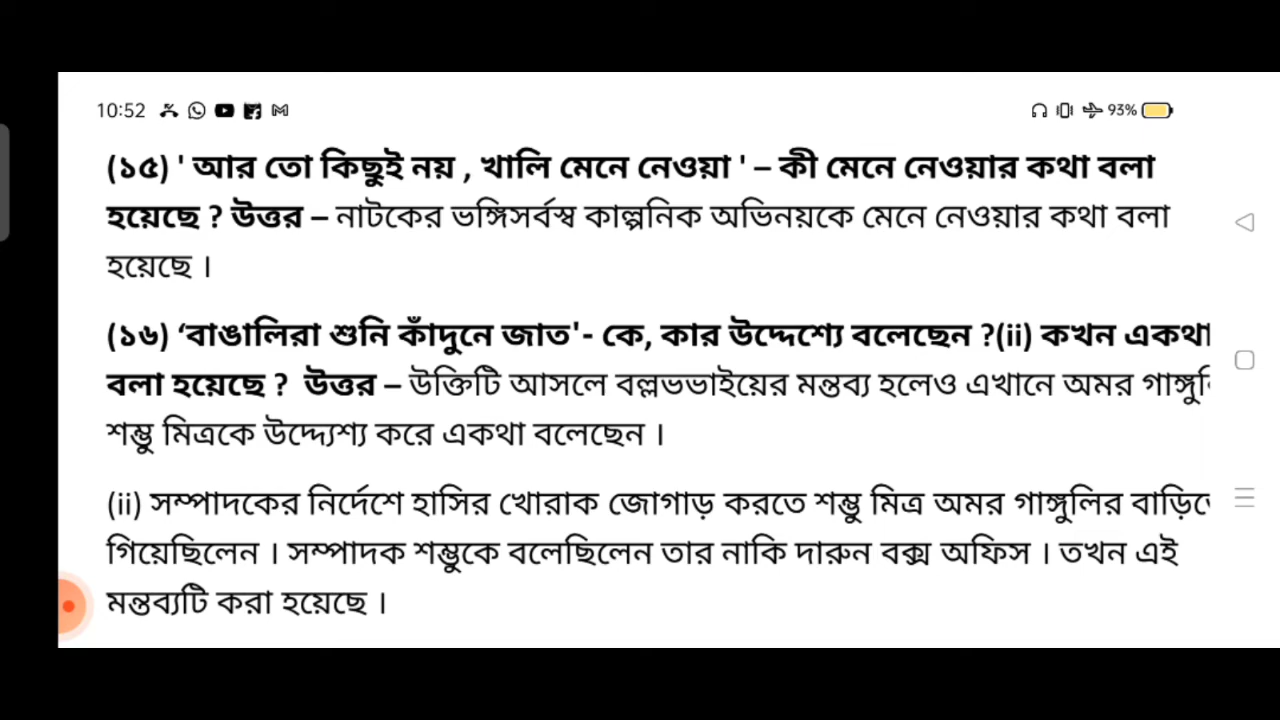 10:52
93%
(১৫) ' আর তো কিছুই নয় , খালি মেনে নেওয়া ' – কী মেনে নেওয়ার কথা বলা
হয়েছে ? উত্তর – নাটকের ভঙ্গিসর্বস্ব কাল্পনিক অভিনয়কে মেনে নেওয়ার কথা বলা
হয়েছে ।
(১৬) ‘বাঙালিরা শুনি কাঁদুনে জাত'- কে, কার উদ্দেশ্যে বলেছেন ?(ii) কখন একথা
বলা হয়েছে ? উত্তর – উক্তিটি আসলে বল্লভভাইয়ের মন্তব্য হলেও এখানে অমর
শম্ভু মিত্রকে উদ্দ্যেশ্য করে একথা বলেছেন ।
(ii) সম্পাদকের নির্দেশে হাসির খোরাক জোগাড় করতে শম্ভু মিত্র অমর গাঙ্গুলির
গিয়েছিলেন । সম্পাদক শম্ভুকে বলেছিলেন তার নাকি দারুন বক্স অফিস । তখন এই
মন্তব্যটি করা হয়েছে ।